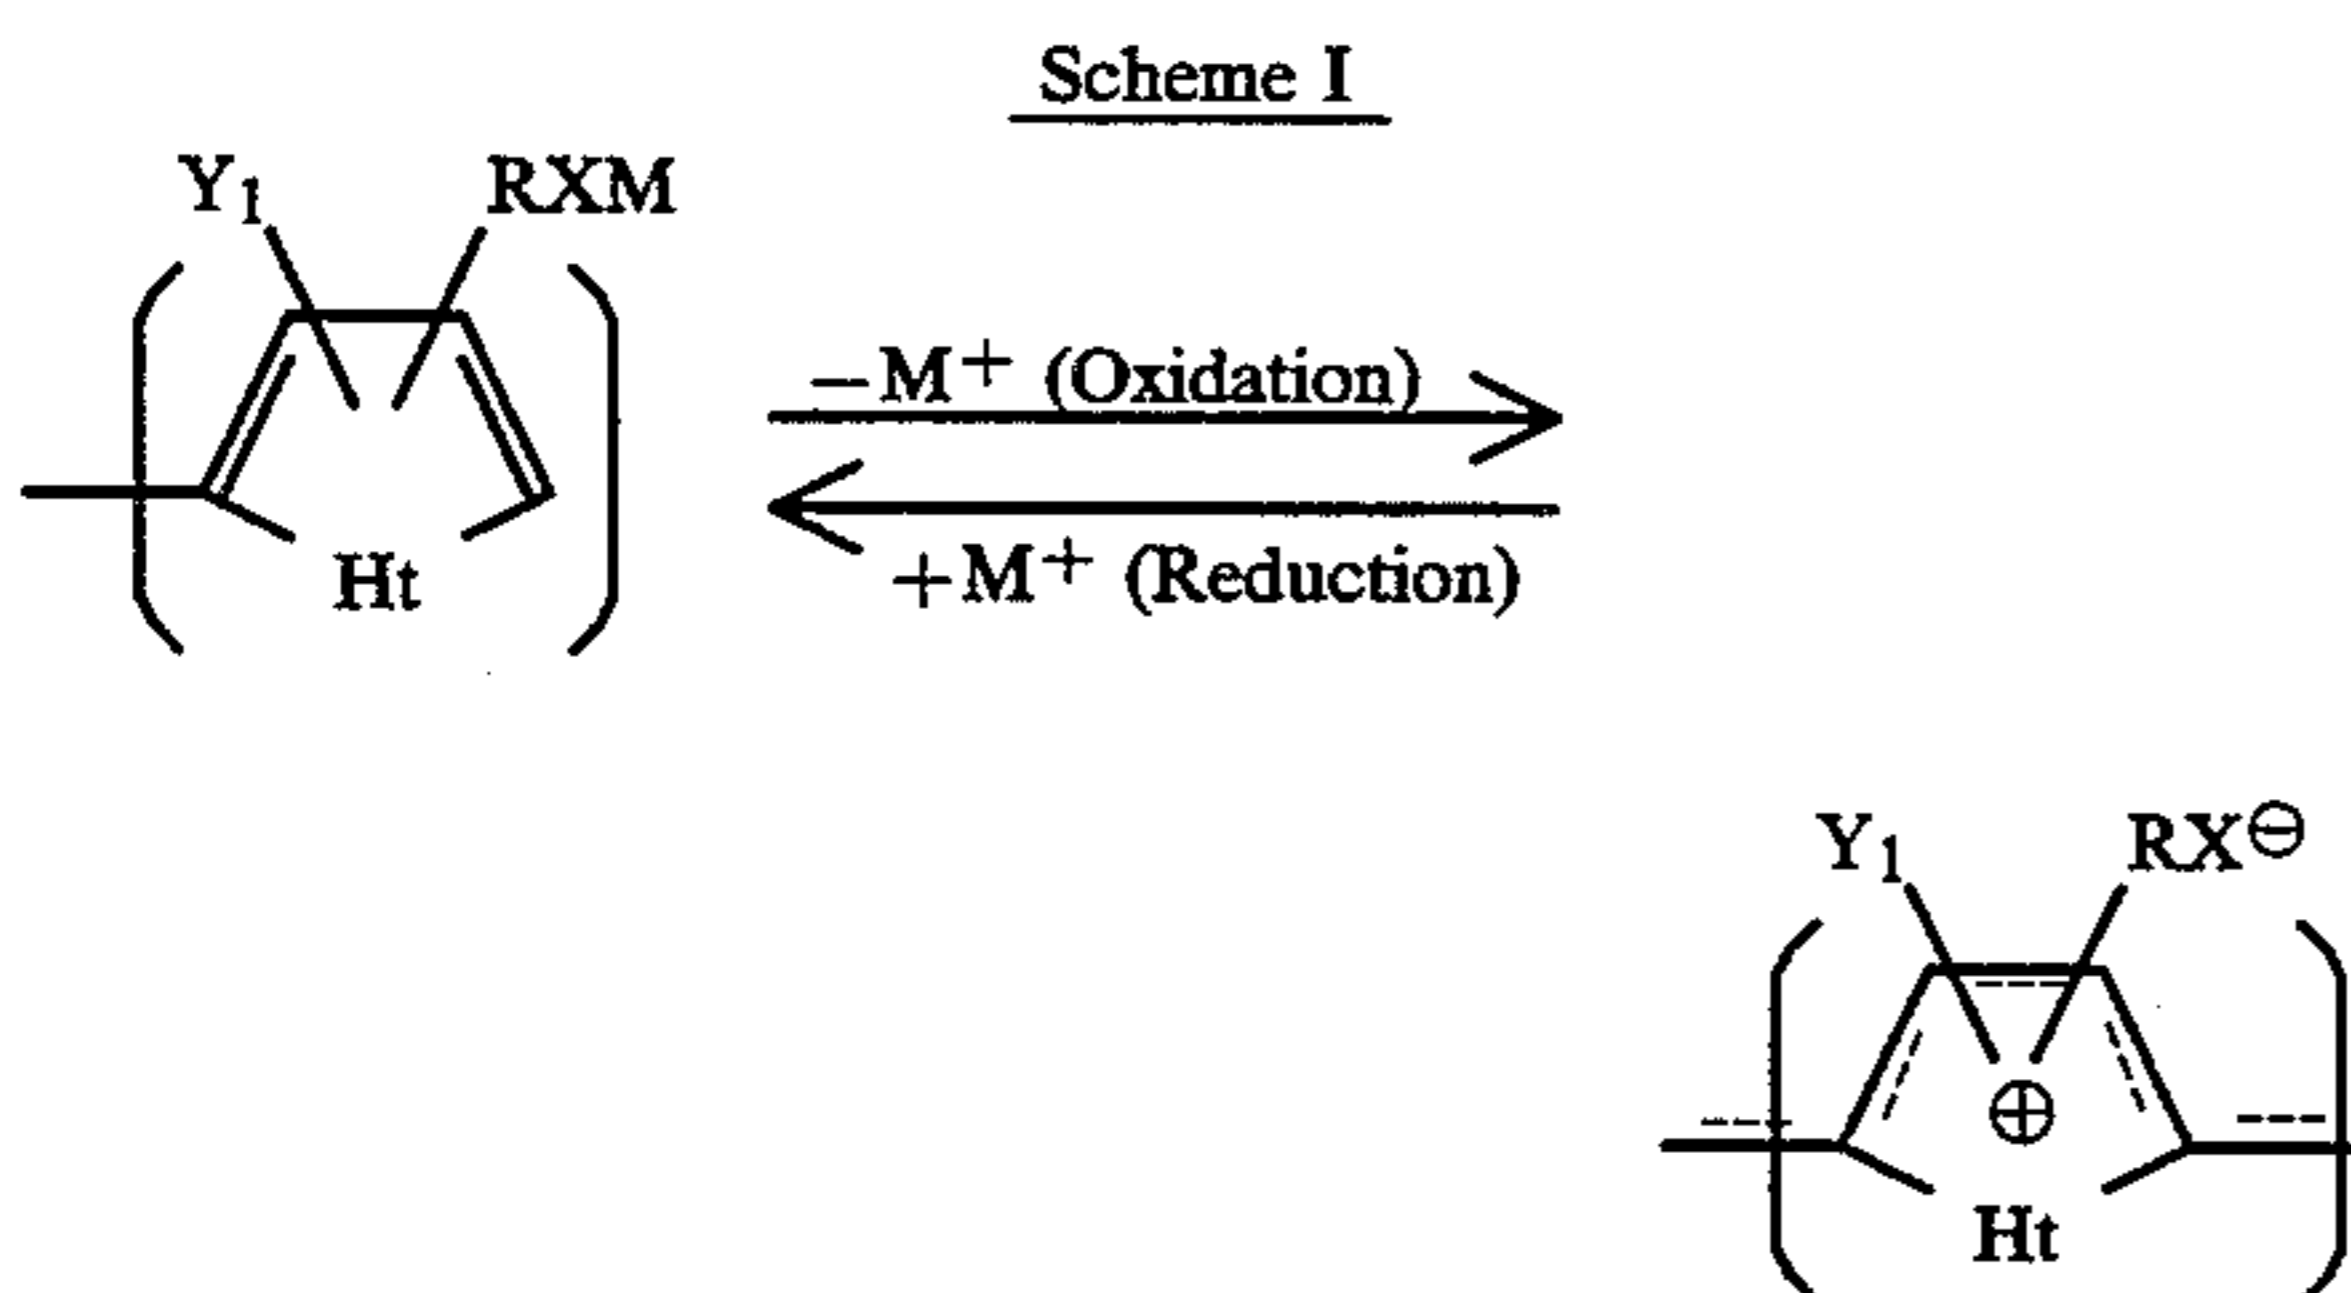 Scheme I
Y1 RXM
−M+ (Oxidation)
+M+ (Reduction)
Ht
Y1 RX⊖
⊕
Ht